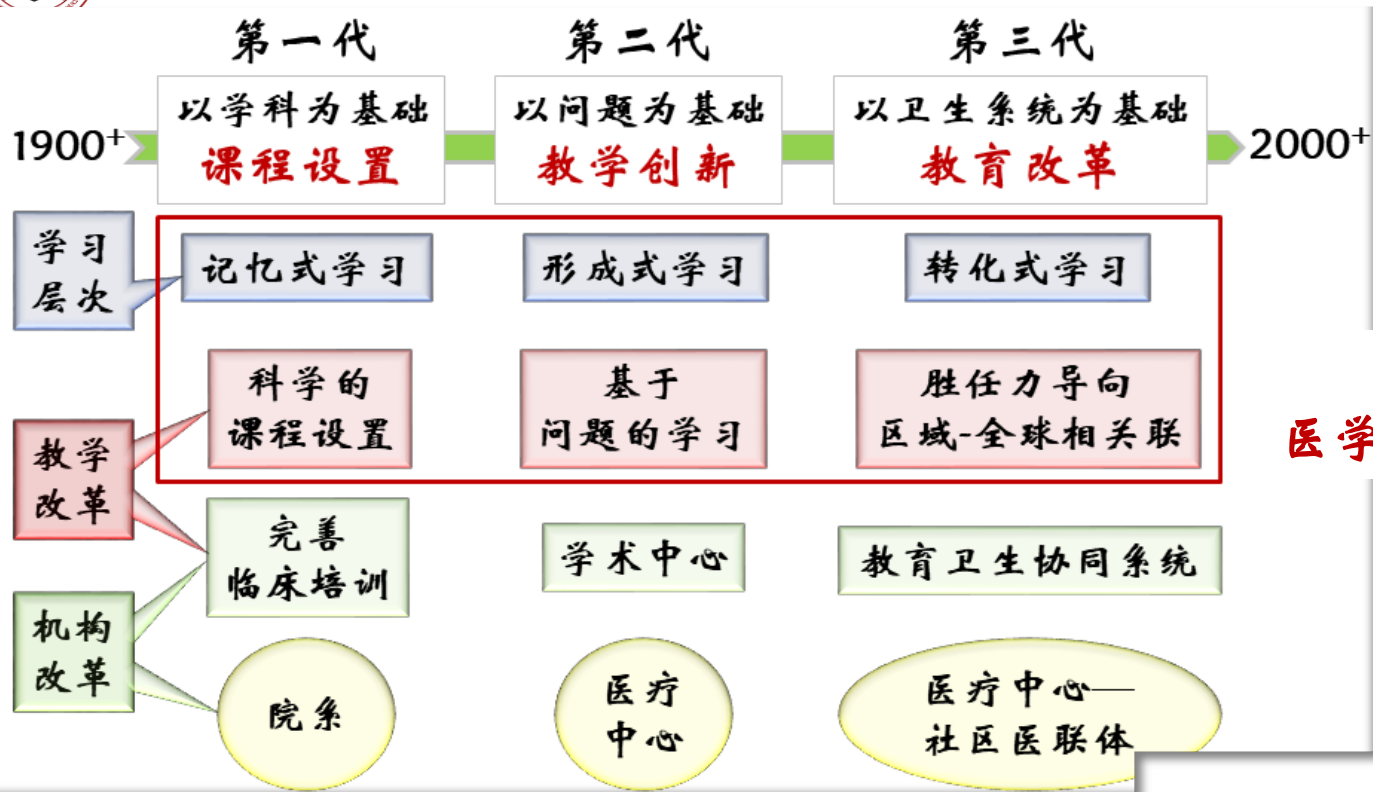 第一代
第二代
第三代
1900+
以学科为基础
课程设置
以问题为基础
教学创新
以卫生系统为基础
教育改革
2000+
学习
层次
记忆式学习
形成式学习
转化式学习
教学
改革
科学的
课程设置
基于
问题的学习
胜任力导向
区域-全球相关联
医学
机构
改革
完善
临床培训
学术中心
教育卫生协同系统
院系
医疗
中心
医疗中心—
社区医联体